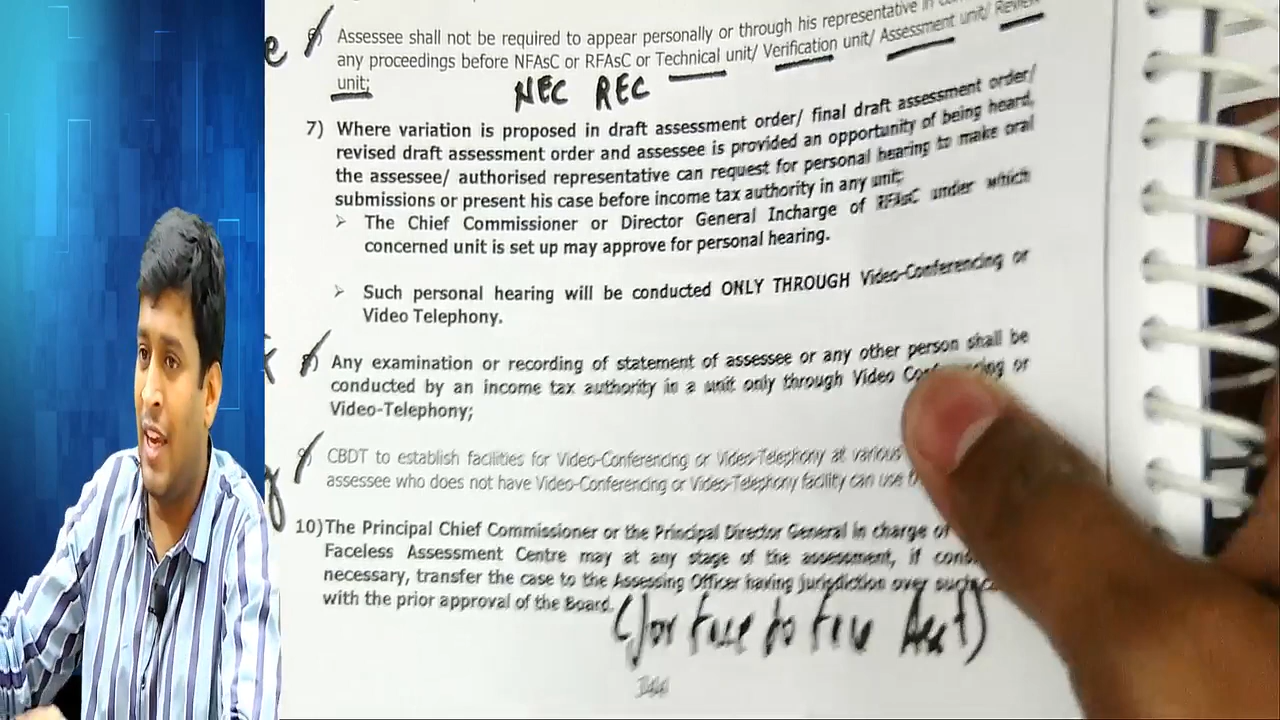 Assessee shall not be required to appear personally or through his representative in
any proceedings before NFAsC or RFAsC or Technical unit/ Verification unit/ Assessment unit/ Review
unit;
NEC REC
7) Where variation is proposed in draft assessment order/ final draft assessment order/
revised draft assessment order and assessee is provided an opportunity of being heard,
the assessee/ authorised representative can request for personal hearing to make oral
submissions or present his case before income tax authority in any unit;
➢ The Chief Commissioner or Director General Incharge of RFAsC under which
concerned unit is set up may approve for personal hearing.
➢ Such personal hearing will be conducted ONLY THROUGH Video-Conferencing or
Video Telephony.
Any examination or recording of statement of assessee or any other person shall be
conducted by an income tax authority in a unit only through Video or
Video-Telephony;
CBDT to establish facilities for Video-Conferencing or Video-Telephony at various
assessee who does not have Video-Conferencing or Video-Telephony facility can use
10) The Principal Chief Commissioner or the Principal Director General in charge of
Faceless Assessment Centre may at any stage of the assessment, if
necessary, transfer the case to the Assessing Officer having jurisdiction over
with the prior approval of the Board. (for face to face